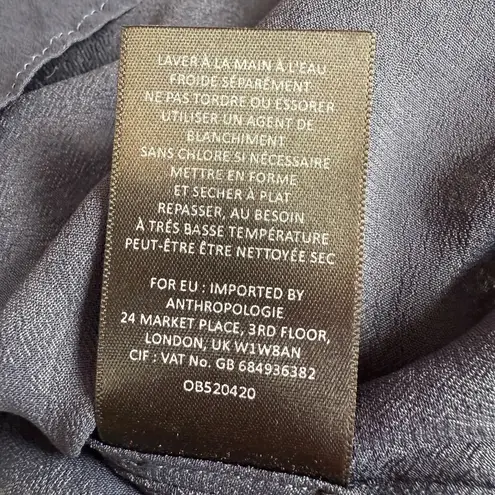 LAVER À LA MAIN À L'EAU
FROIDE SÉPARÉMENT
NE PAS TORDRE OU ESSORER
UTILISER UN AGENT DE
BLANCHIMENT
SANS CHLORE SI NÉCESSAIRE
METTRE EN FORME
ET SECHER À PLAT
REPASSER, AU BESOIN
À TRÉS BASSE TEMPÉRATURE
PEUT-ÊTRE ÊTRE NETTOYÉE SEC
FOR EU : IMPORTED BY
ANTHROPOLOGIE
24 MARKET PLACE, 3RD FLOOR,
LONDON, UK W1W8AN
CIF : VAT No. GB 684936382
OB520420